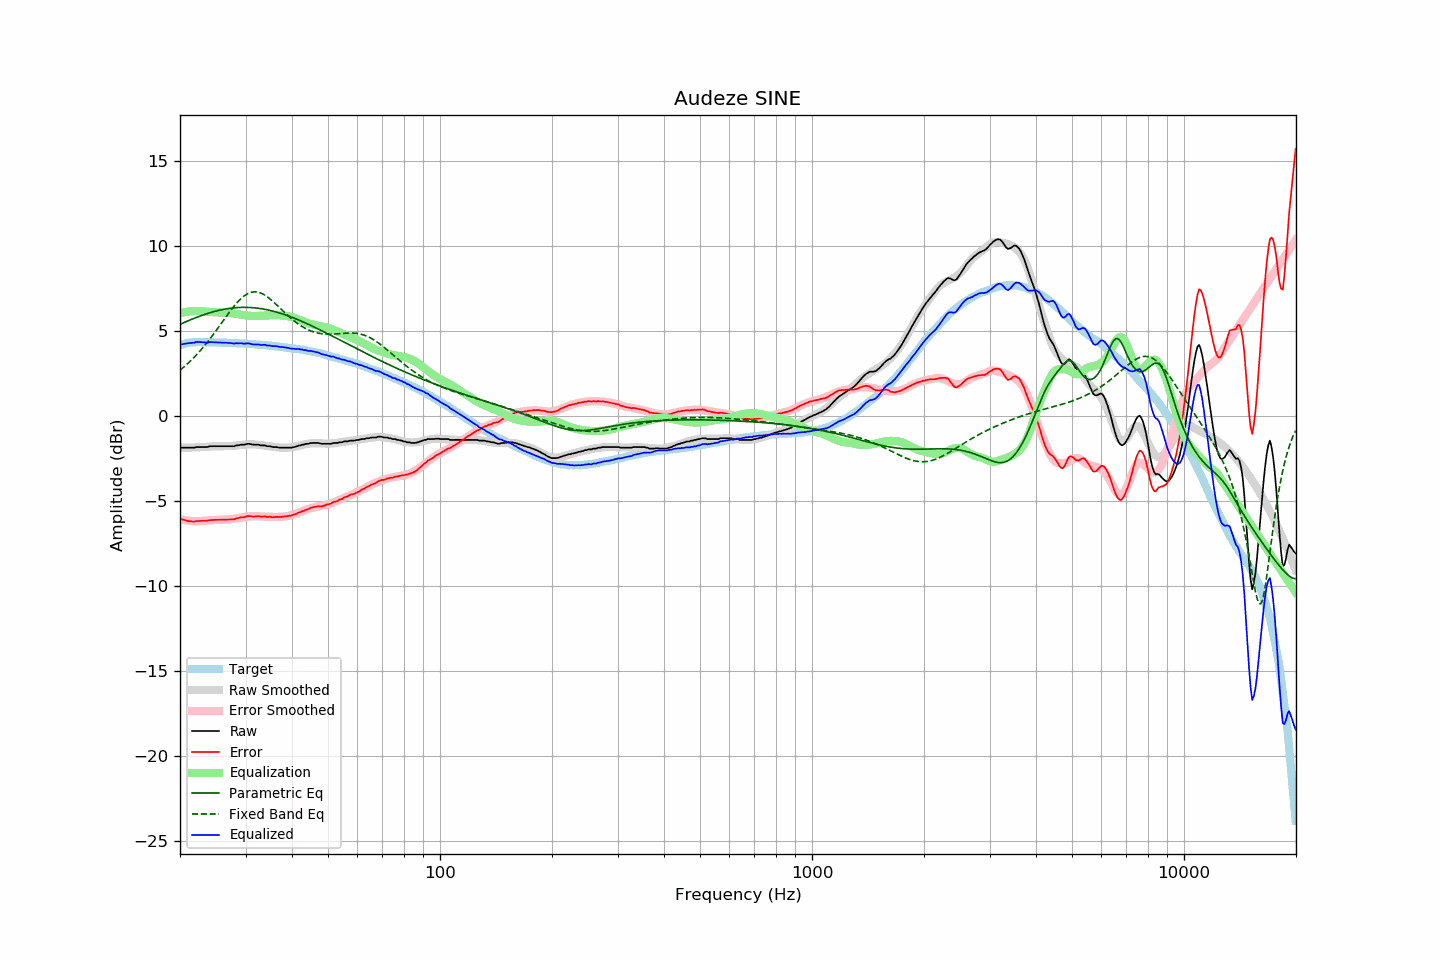 Audeze SINE
Amplitude (dBr)
15
10
5
0
−5
−10
−15
−20
−25
Target
Raw Smoothed
Error Smoothed
Raw
Error
Equalization
Parametric Eq
Fixed Band Eq
Equalized
100
1000
10000
Frequency (Hz)